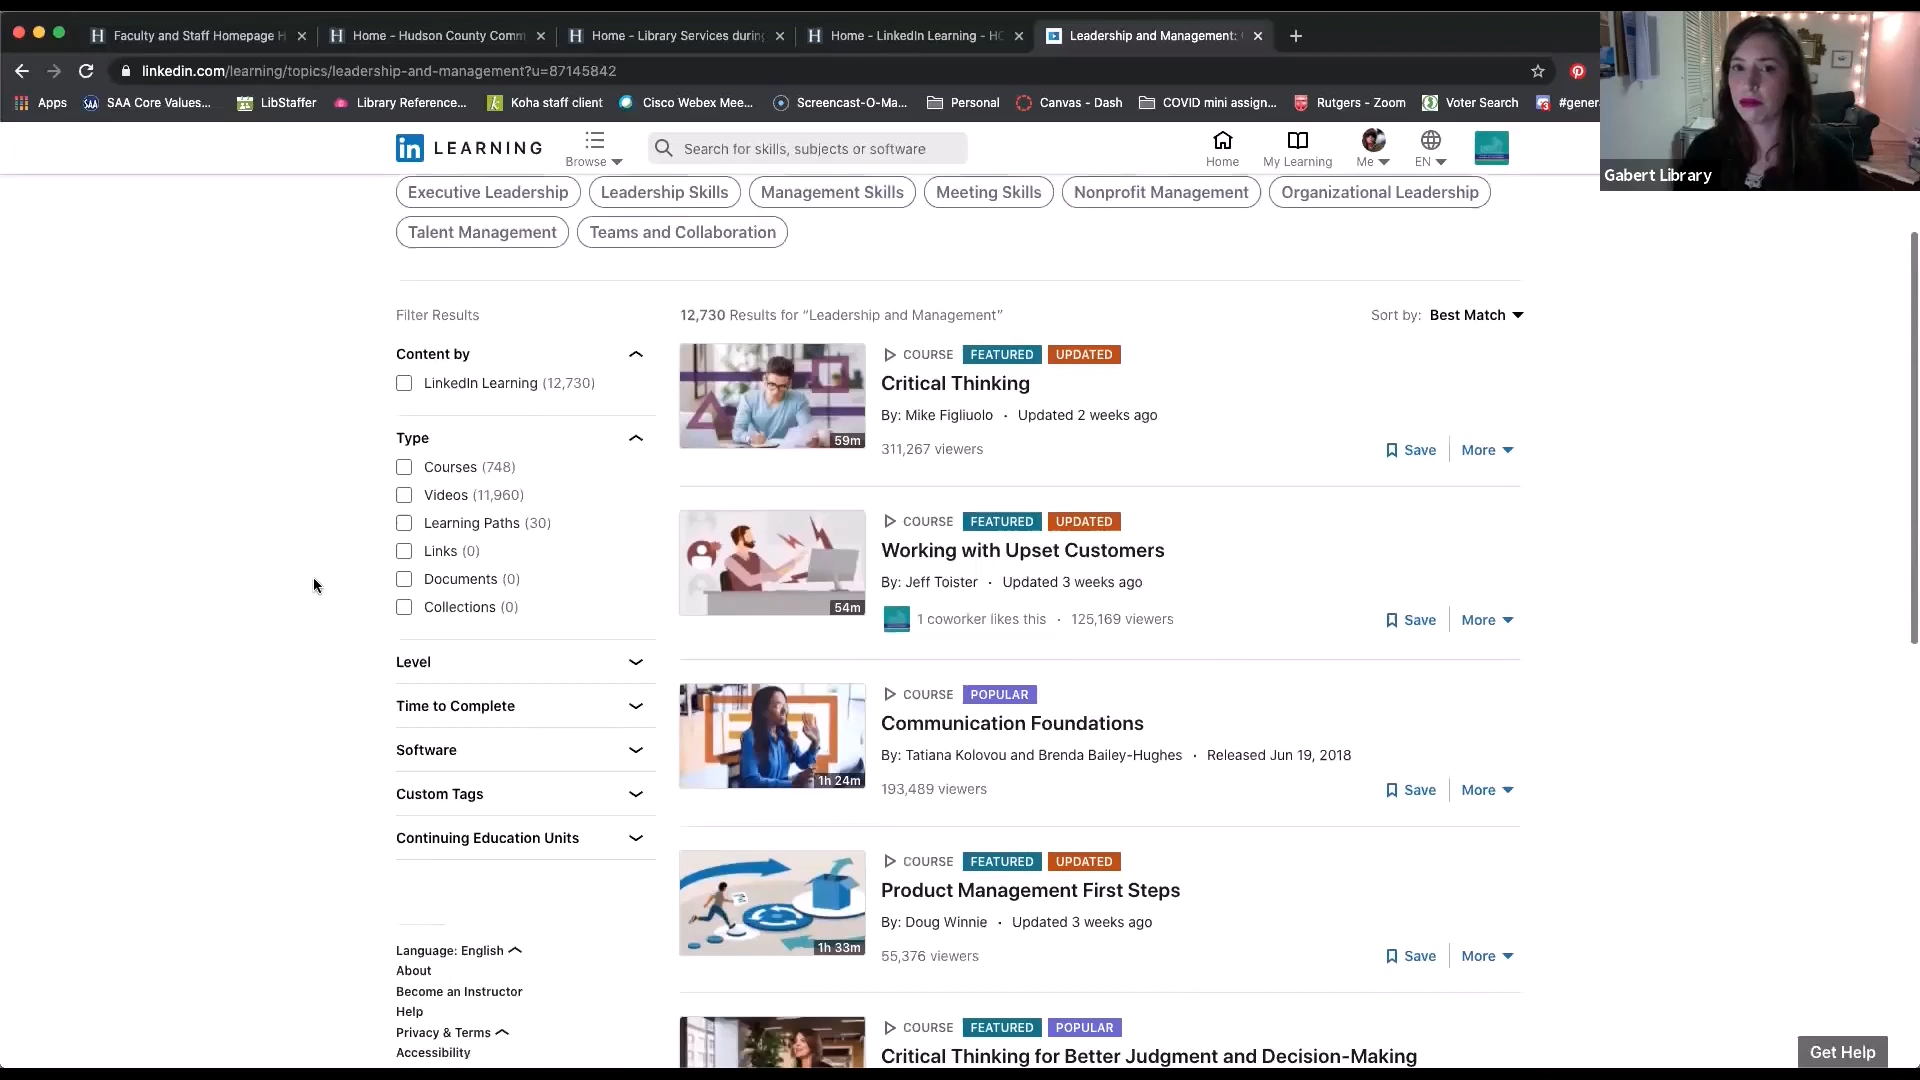 Faculty and Staff Homepage H
Home - Hudson County Comm
Home - Library Services during
Home - LinkedIn Learning - HC
Leadership and Management:
linkedin.com/learning/topics/leadership-and-management?u=87145842
Apps
SAA Core Values...
LibStaffer
Library Reference...
Koha staff client
Cisco Webex Mee...
Screencast-O-Ma...
Personal
Canvas - Dash
COVID mini assign...
Rutgers - Zoom
Voter Search
#gener
Gabert Library
in LEARNING
Browse
Search for skills, subjects or software
Home
My Learning
Me
EN
Executive Leadership
Leadership Skills
Management Skills
Meeting Skills
Nonprofit Management
Organizational Leadership
Talent Management
Teams and Collaboration
Filter Results
12,730 Results for “Leadership and Management”
Sort by: Best Match
Content by
LinkedIn Learning (12,730)
Type
Courses (748)
Videos (11,960)
Learning Paths (30)
Links (0)
Documents (0)
Collections (0)
Level
Time to Complete
Software
Custom Tags
Continuing Education Units
Language: English
About
Become an Instructor
Help
Privacy & Terms
Accessibility
59m
COURSE FEATURED UPDATED
Critical Thinking
By: Mike Figliuolo · Updated 2 weeks ago
311,267 viewers
Save
More
54m
COURSE FEATURED UPDATED
Working with Upset Customers
By: Jeff Toister · Updated 3 weeks ago
1 coworker likes this · 125,169 viewers
Save
More
1h 24m
COURSE POPULAR
Communication Foundations
By: Tatiana Kolovou and Brenda Bailey-Hughes · Released Jun 19, 2018
193,489 viewers
Save
More
1h 33m
COURSE FEATURED UPDATED
Product Management First Steps
By: Doug Winnie · Updated 3 weeks ago
55,376 viewers
Save
More
COURSE FEATURED POPULAR
Critical Thinking for Better Judgment and Decision-Making
Get Help